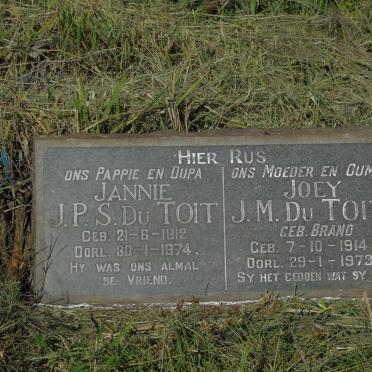 HIER RUS
ONS PAPPIE EN OUPA
JANNIE
J.P.S. DU TOIT
GEB. 21-6-1912
OORL. 30-1-1974.
HY WAS ONS ALMAL
SE VRIEND.
ONS MOEDER EN OUM
JOEY
J.M. DU TOI
GEB. BRAND
GEB. 7-10-1914
OORL. 29-1-1973
SY HET GEDOEN WAT SY